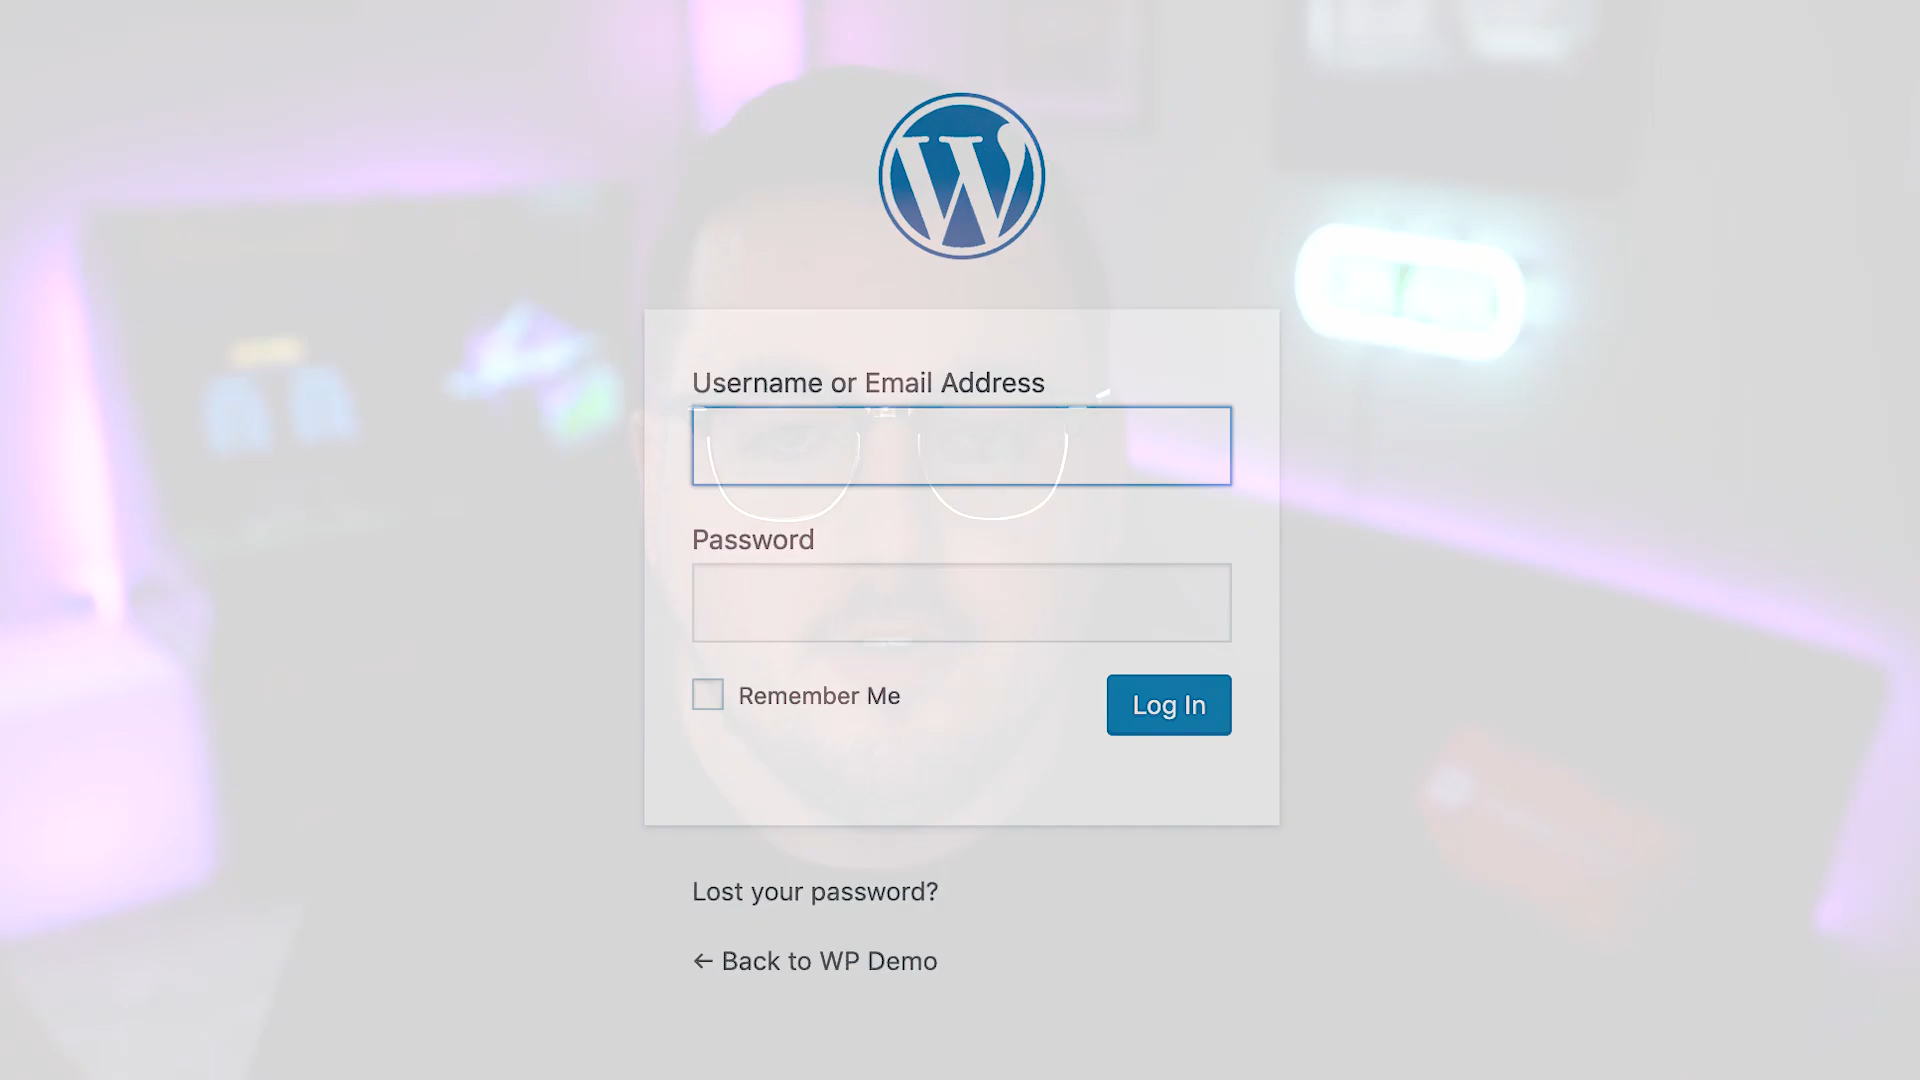 Username or Email Address
Password
Remember Me
Log In
Lost your password?
← Back to WP Demo